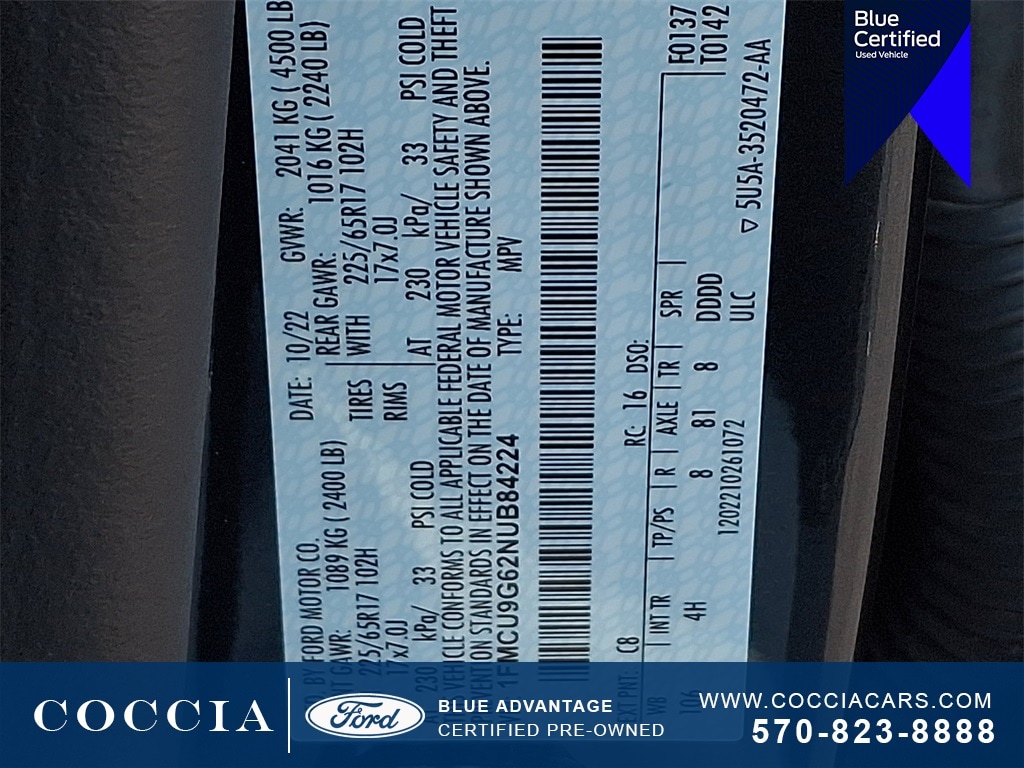 Blue
Certified
Used Vehicle
BY FORD MOTOR CO. DATE: 10/22 GVWR: 2041 KG ( 4500 LB
GAWR: 1089 KG ( 2400 LB) REAR GAWR: 1016 KG ( 2240 LB)
225/65R17 102H TIRES WITH 225/65R17 102H
17x7.0J RIMS 17x7.0J
230 kPa/ 33 PSI COLD AT 230 kPa/ 33 PSI COLD
VEHICLE CONFORMS TO ALL APPLICABLE FEDERAL MOTOR VEHICLE SAFETY AND THEFT
PREVENTION STANDARDS IN EFFECT ON THE DATE OF MANUFACTURE SHOWN ABOVE.
1FMCU9G62NUB84224 TYPE: MPV
EXT PNT: C8 RC: 16 DSO: F0137
WB INT TR TP/PS R AXLE TR SPR T0142
106 4H 8 81 8 DDDD
ULC
1202210261072 5U5A-3520472-AA
COCCIA
Ford
BLUE ADVANTAGE
CERTIFIED PRE-OWNED
WWW.COCCIACARS.COM
570-823-8888